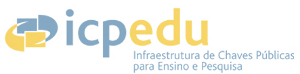 icpedu
Infraestrutura de Chaves Públicas
para Ensino e Pesquisa